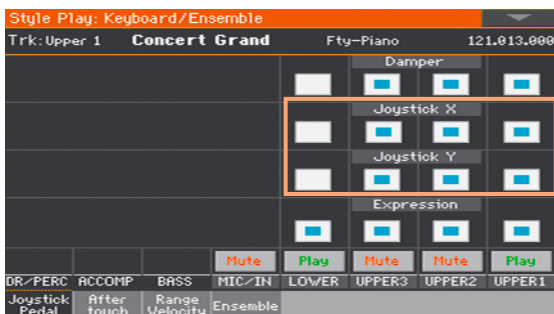 Style Play: Keyboard/Ensemble
Trk: Upper 1 Concert Grand Fty-Piano 121.013.000
Damper
Joystick X
Joystick Y
Expression
Mute Play Mute Mute Play
DR/PERC ACCOMP BASS MIC/IN LOWER UPPER3 UPPER2 UPPER1
Joystick Pedal After touch Range Velocity Ensemble